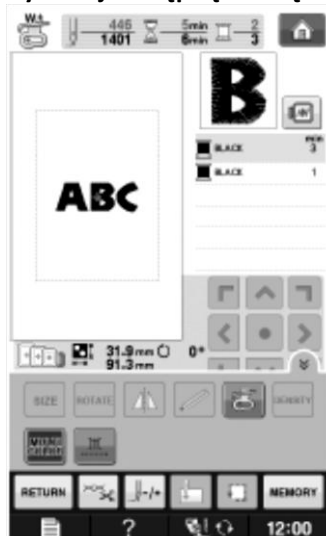 W+
446
1401
5min
6min
2
3
B
ABC
min
BLACK 3
BLACK 1
31.9mm 0°
91.3mm
SIZE
ROTATE
DENSITY
RETURN
-/+
MEMORY
?
12:00